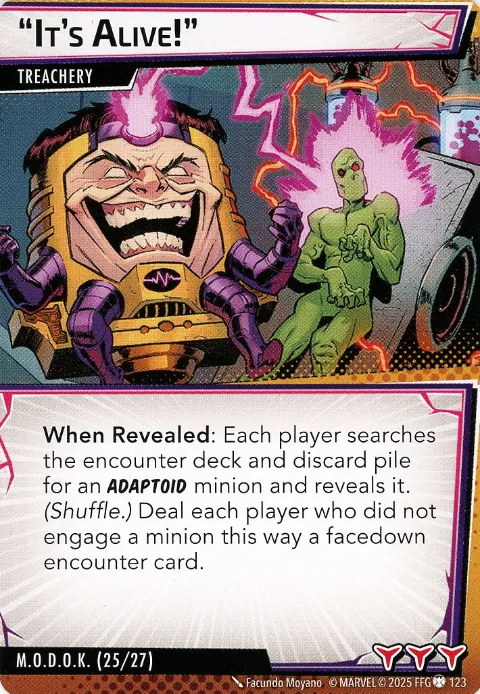 "It's Alive!"
TREACHERY
When Revealed: Each player searches
the encounter deck and discard pile
for an ADAPTOID minion and reveals it.
(Shuffle.) Deal each player who did not
engage a minion this way a facedown
encounter card.
M.O.D.O.K. (25/27)
Facundo Moyano © MARVEL © 2025 FFG 123